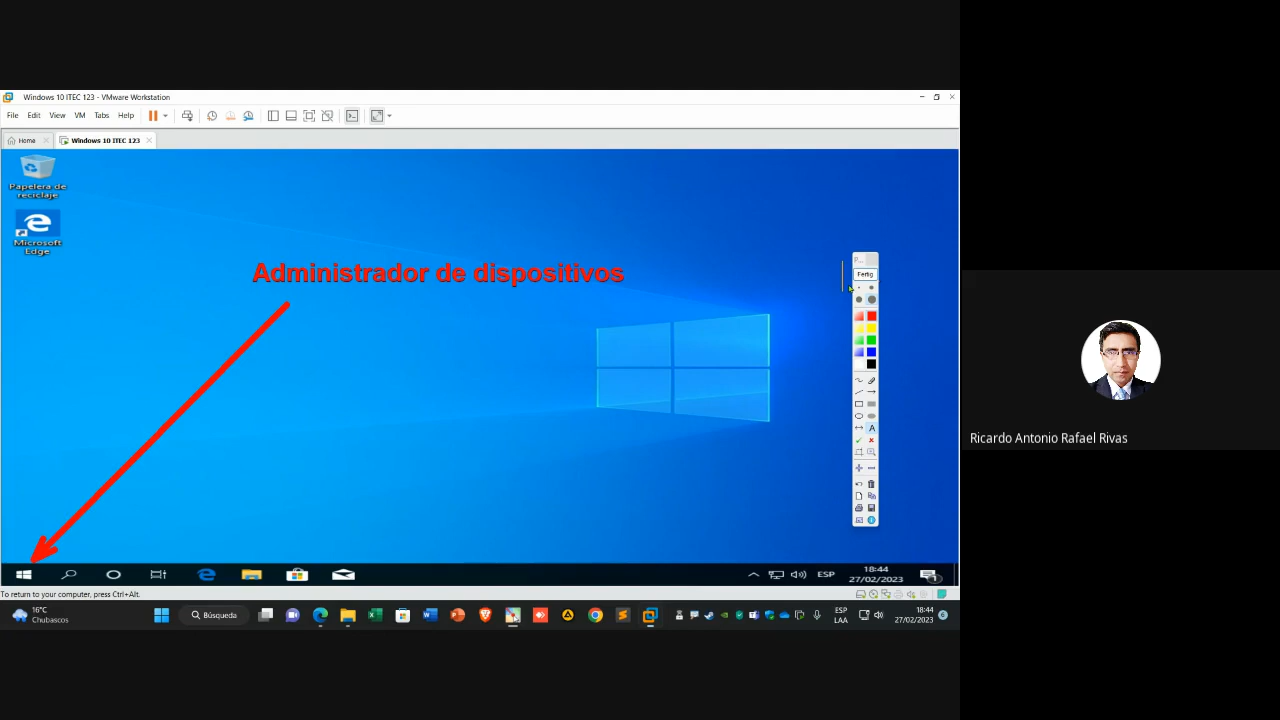 Windows 10 ITEC 123 - VMware Workstation
File Edit View VM Tabs Help
Home
Windows 10 ITEC 123
Papelera de
reciclaje
Microsoft
Edge
Administrador de dispositivos
P...
Fertig
A
Ricardo Antonio Rafael Rivas
ESP
18:44
27/02/2023
To return to your computer, press Ctrl+Alt.
16°C
Chubascos
Búsqueda
ESP
LAA
18:44
27/02/2023